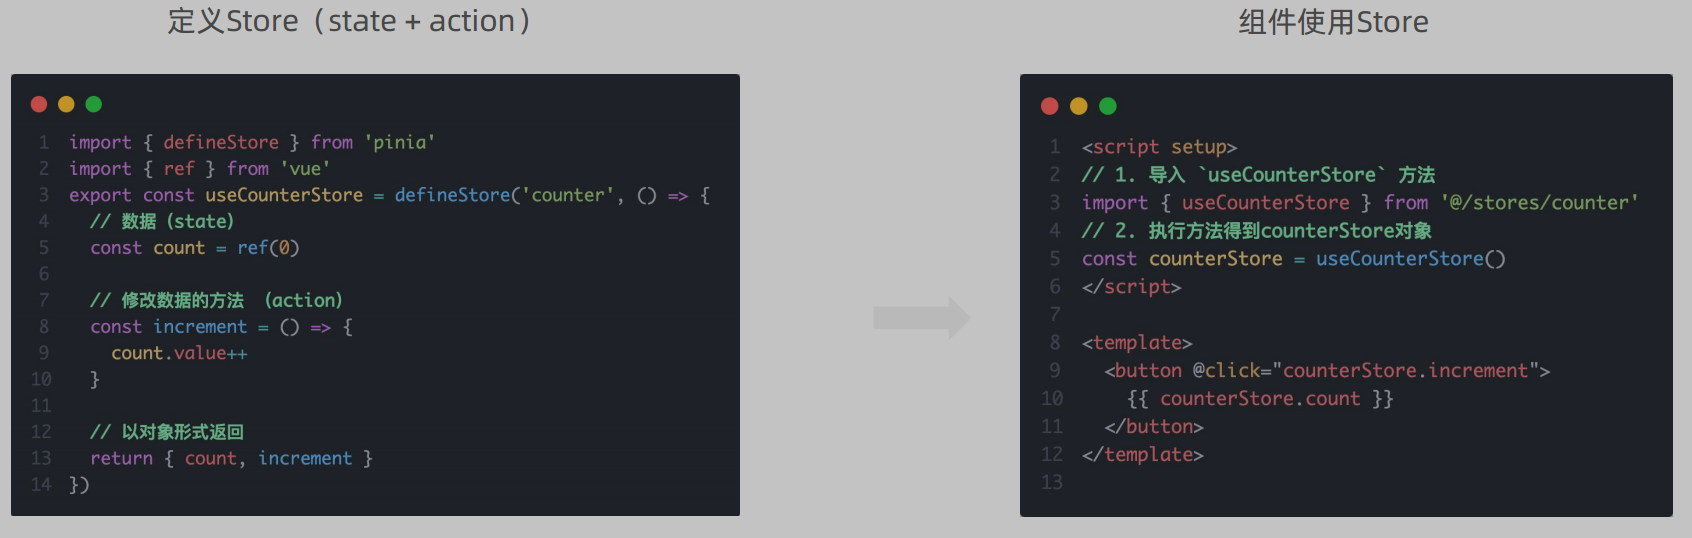 定义Store（state + action）
1 import { defineStore } from 'pinia'
2 import { ref } from 'vue'
3 export const useCounterStore = defineStore('counter', () => {
4   // 数据 (state)
5   const count = ref(0)
6
7   // 修改数据的方法 (action)
8   const increment = () => {
9     count.value++
10   }
11
12   // 以对象形式返回
13   return { count, increment }
14 })
组件使用Store
1 <script setup>
2 // 1. 导入 `useCounterStore` 方法
3 import { useCounterStore } from '@/stores/counter'
4 // 2. 执行方法得到counterStore对象
5 const counterStore = useCounterStore()
6 </script>
7
8 <template>
9   <button @click="counterStore.increment">
10     {{ counterStore.count }}
11   </button>
12 </template>
13